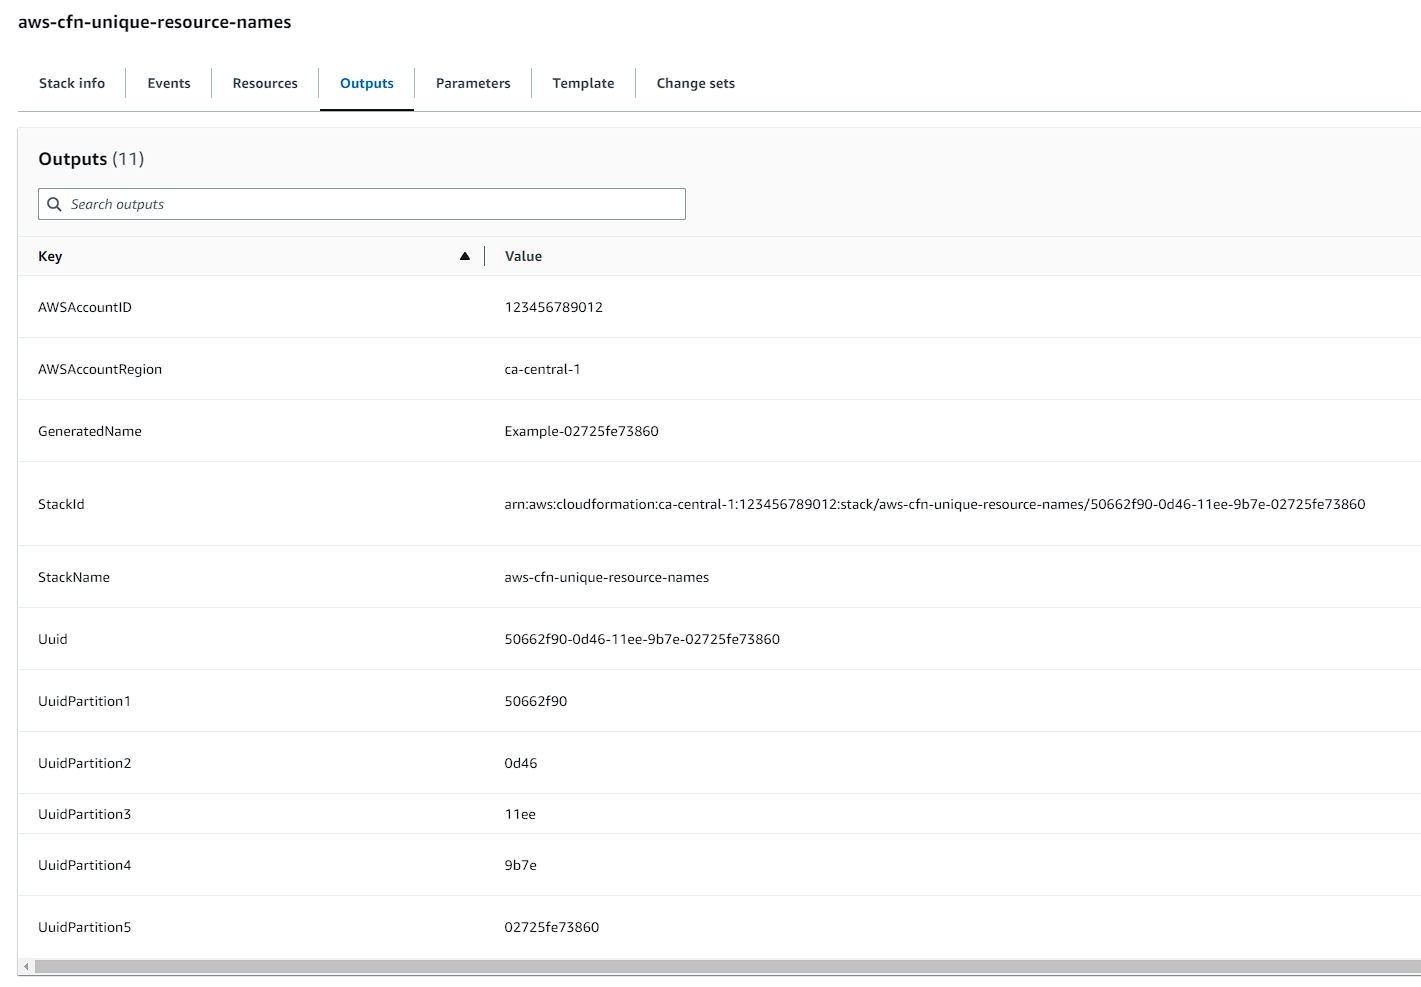 aws-cfn-unique-resource-names
Stack info Events Resources Outputs Parameters Template Change sets
Outputs (11)
Search outputs
Key Value
AWSAccountID 123456789012
AWSAccountRegion ca-central-1
GeneratedName Example-02725fe73860
StackId arn:aws:cloudformation:ca-central-1:123456789012:stack/aws-cfn-unique-resource-names/50662f90-0d46-11ee-9b7e-02725fe73860
StackName aws-cfn-unique-resource-names
Uuid 50662f90-0d46-11ee-9b7e-02725fe73860
UuidPartition1 50662f90
UuidPartition2 0d46
UuidPartition3 11ee
UuidPartition4 9b7e
UuidPartition5 02725fe73860